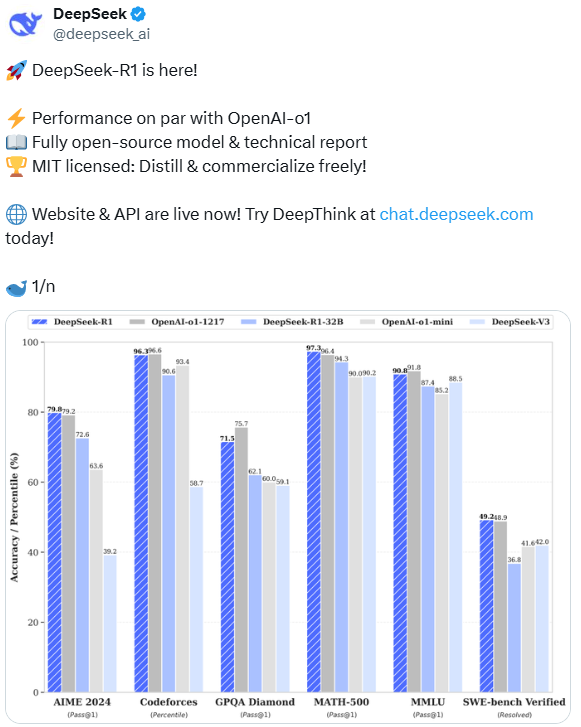 DeepSeek
@deepseek_ai
🚀 DeepSeek-R1 is here!
⚡ Performance on par with OpenAI-o1
📖 Fully open-source model & technical report
🏆 MIT licensed: Distill & commercialize freely!
🌐 Website & API are live now! Try DeepThink at chat.deepseek.com
today!
🐋 1/n
DeepSeek-R1 OpenAI-o1-1217 DeepSeek-R1-32B OpenAI-o1-mini DeepSeek-V3
Accuracy / Percentile (%)
100
80
60
40
20
0
79.8 79.2 72.6 63.6 39.2
96.3 96.6 90.6 93.4 58.7
71.5 75.7 62.1 60.0 59.1
97.3 96.4 94.3 90.0 90.2
90.8 91.8 87.4 85.2 88.5
49.2 48.9 36.8 41.6 42.0
AIME 2024 Codeforces GPQA Diamond MATH-500 MMLU SWE-bench Verified
(Pass@1) (Percentile) (Pass@1) (Pass@1) (Pass@1) (Resolved)